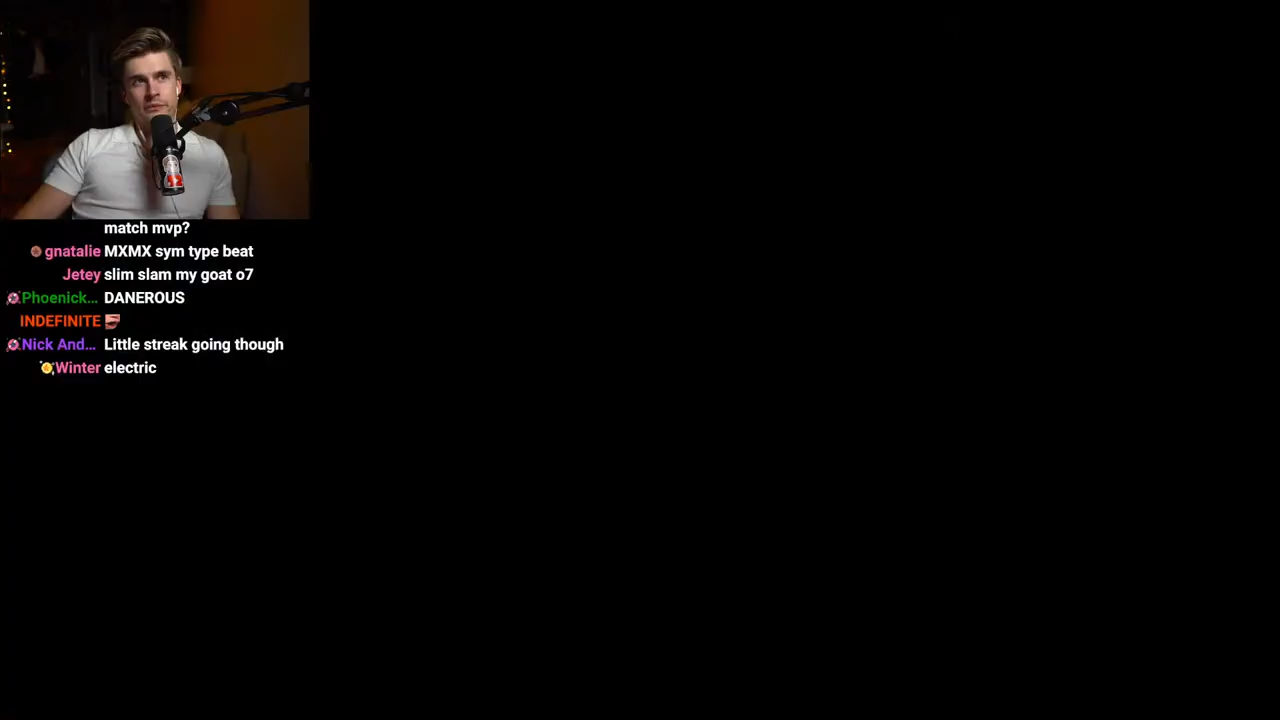 match mvp?
gnatalie MXMX sym type beat
Jetey slim slam my goat o7
Phoenick... DANEROUS
INDEFINITE
Nick And... Little streak going though
Winter electric